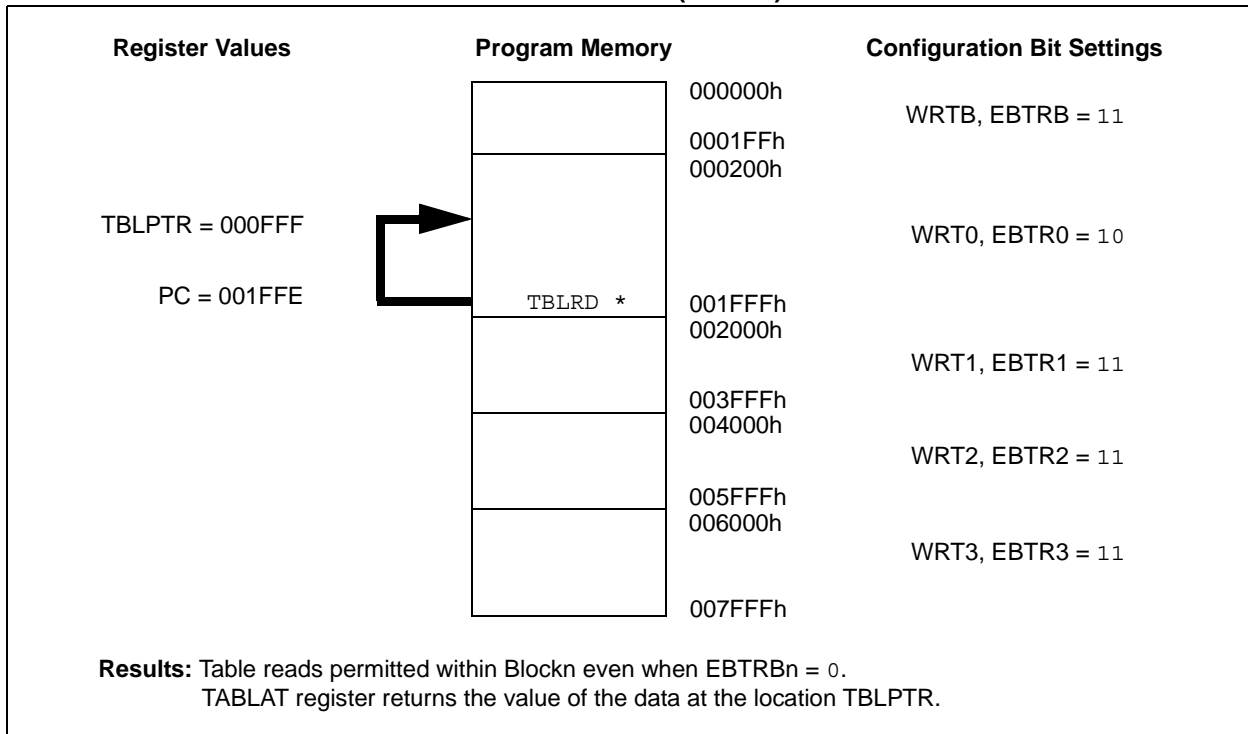 Register Values
Program Memory
Configuration Bit Settings
000000h
WRTB, EBTRB = 11
0001FFh
000200h
TBLPTR = 000FFF
WRT0, EBTR0 = 10
PC = 001FFE
TBLRD *
001FFFh
002000h
WRT1, EBTR1 = 11
003FFFh
004000h
WRT2, EBTR2 = 11
005FFFh
006000h
WRT3, EBTR3 = 11
007FFFh
Results: Table reads permitted within Blockn even when EBTRBn = 0.
TABLAT register returns the value of the data at the location TBLPTR.